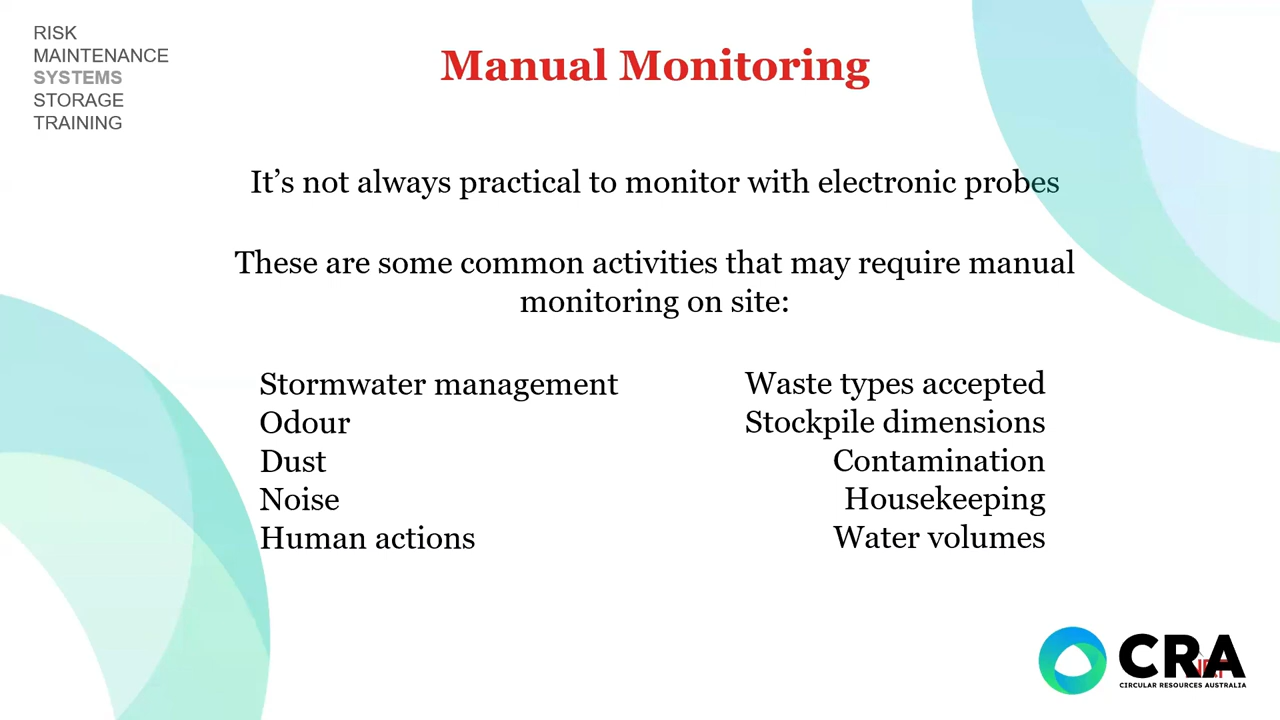 RISK
MAINTENANCE
SYSTEMS
STORAGE
TRAINING
Manual Monitoring
It’s not always practical to monitor with electronic probes
These are some common activities that may require manual
monitoring on site:
Stormwater management
Odour
Dust
Noise
Human actions
Waste types accepted
Stockpile dimensions
Contamination
Housekeeping
Water volumes
CRA
CIRCULAR RESOURCES AUSTRALIA